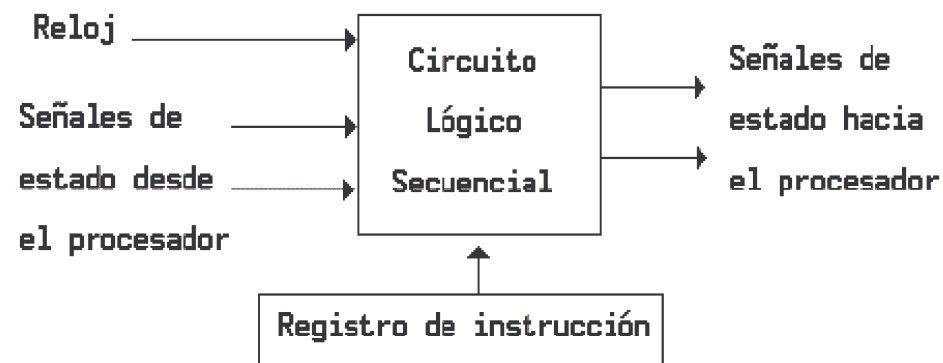 Reloj
Señales de
estado desde
el procesador
Circuito
Lógico
Secuencial
Señales de
estado hacia
el procesador
Registro de instrucción